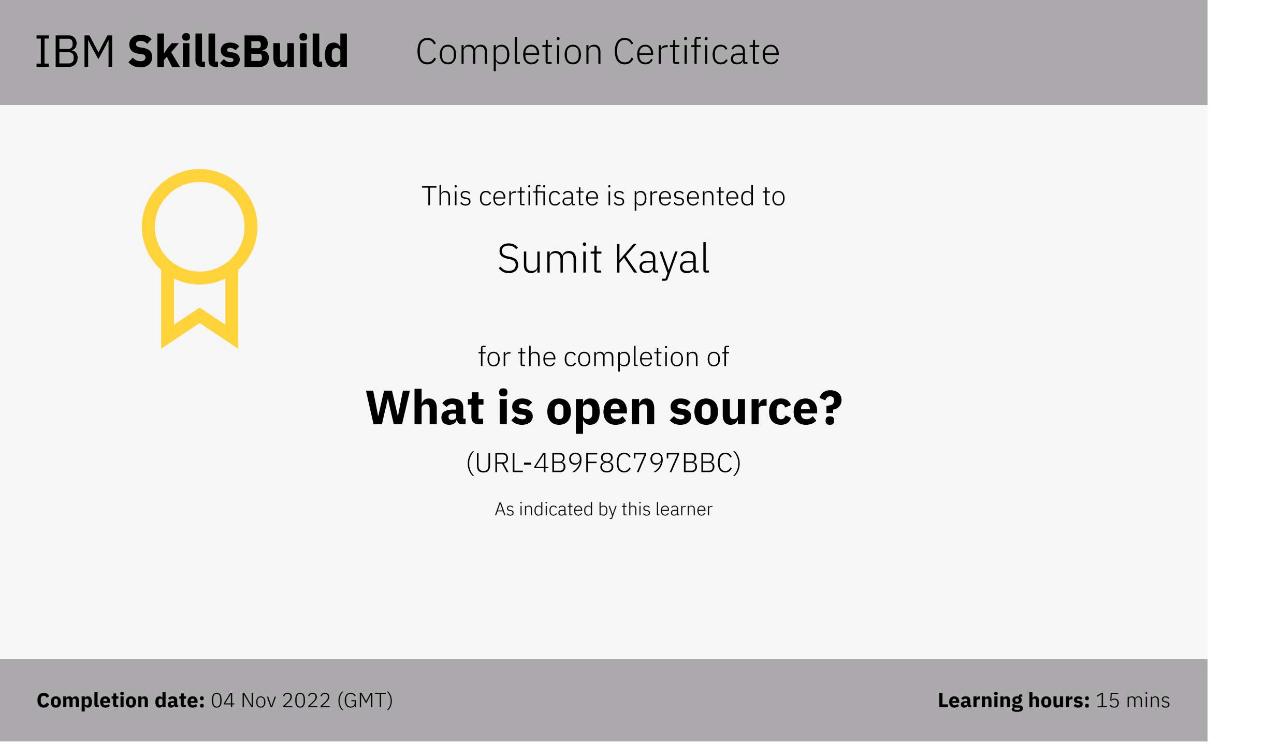 IBM SkillsBuild Completion Certificate
This certificate is presented to
Sumit Kayal
for the completion of
What is open source?
(URL-4B9F8C797BBC)
As indicated by this learner
Completion date: 04 Nov 2022 (GMT) Learning hours: 15 mins